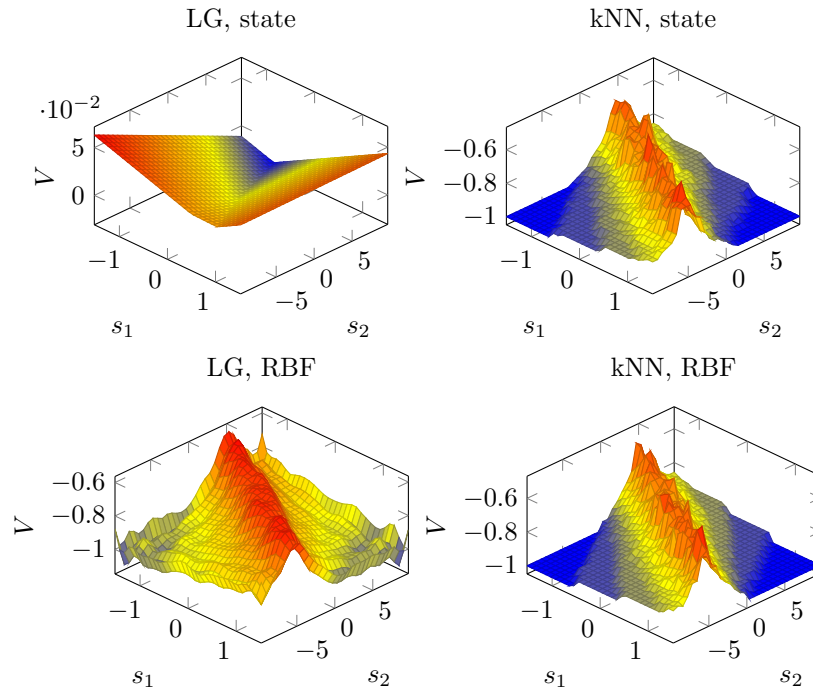 LG, state
·10⁻²
5
0
V
−1
0
1
s₁
−5
0
5
s₂
kNN, state
−0.6
−0.8
−1
V
−1
0
1
s₁
−5
0
5
s₂
LG, RBF
−0.6
−0.8
−1
V
−1
0
1
s₁
−5
0
5
s₂
kNN, RBF
−0.6
−0.8
−1
V
−1
0
1
s₁
−5
0
5
s₂